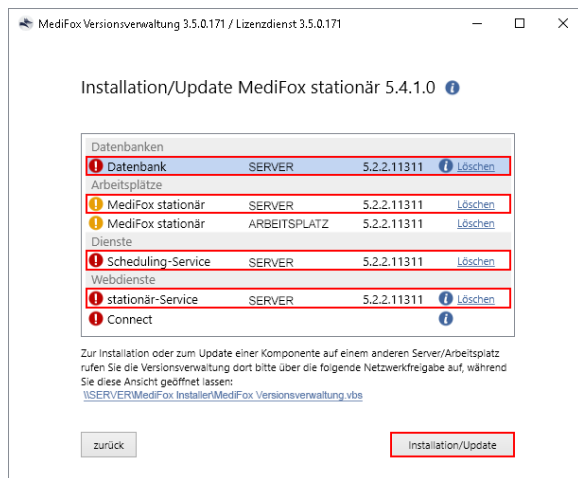 MediFox Versionsverwaltung 3.5.0.171 / Lizenzdienst 3.5.0.171
Installation/Update MediFox stationär 5.4.1.0
Datenbanken
Datenbank SERVER 5.2.2.11311 Löschen
Arbeitsplätze
MediFox stationär SERVER 5.2.2.11311 Löschen
MediFox stationär ARBEITSPLATZ 5.2.2.11311 Löschen
Dienste
Scheduling-Service SERVER 5.2.2.11311 Löschen
Webdienste
stationär-Service SERVER 5.2.2.11311 Löschen
Connect
Zur Installation oder zum Update einer Komponente auf einem anderen Server/Arbeitsplatz
rufen Sie die Versionsverwaltung dort bitte über die folgende Netzwerkfreigabe auf, während
Sie diese Ansicht geöffnet lassen:
\\SERVER\MediFox Installer\MediFox Versionsverwaltung.vbs
zurück Installation/Update